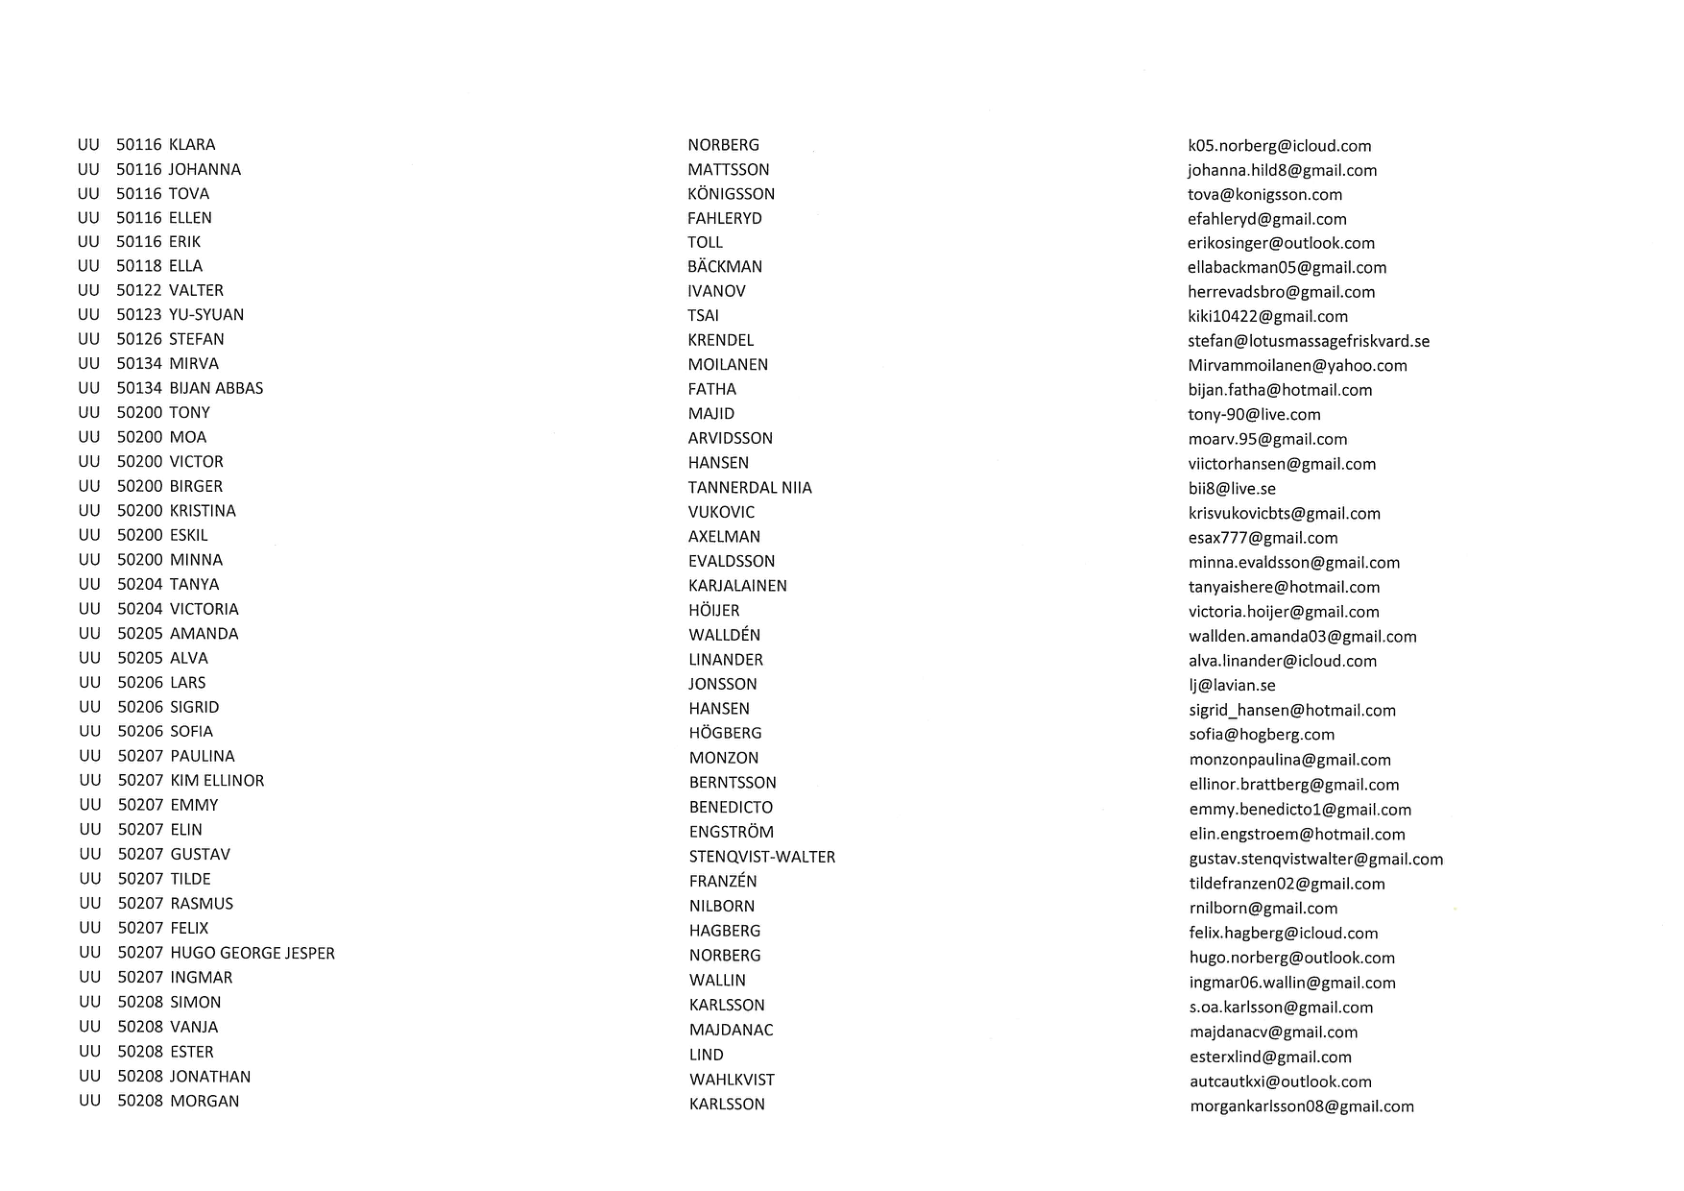 UU 50116 KLARA NORBERG k05.norberg@icloud.com
UU 50116 JOHANNA MATTSSON johanna.hild8@gmail.com
UU 50116 TOVA KÖNIGSSON tova@konigsson.com
UU 50116 ELLEN FAHLERYD efahleryd@gmail.com
UU 50116 ERIK TOLL erikosinger@outlook.com
UU 50118 ELLA BÄCKMAN ellabackman05@gmail.com
UU 50122 VALTER IVANOV herrevadsbro@gmail.com
UU 50123 YU-SYUAN TSAI kiki10422@gmail.com
UU 50126 STEFAN KRENDEL stefan@lotusmassagefriskvard.se
UU 50134 MIRVA MOILANEN Mirvammoilanen@yahoo.com
UU 50134 BIJAN ABBAS FATHA bijan.fatha@hotmail.com
UU 50200 TONY MAJID tony-90@live.com
UU 50200 MOA ARVIDSSON moarv.95@gmail.com
UU 50200 VICTOR HANSEN viictorhansen@gmail.com
UU 50200 BIRGER TANNERDAL NIIA bii8@live.se
UU 50200 KRISTINA VUKOVIC krisvukovicbts@gmail.com
UU 50200 ESKIL AXELMAN esax777@gmail.com
UU 50200 MINNA EVALDSSON minna.evaldsson@gmail.com
UU 50204 TANYA KARJALAINEN tanyaishere@hotmail.com
UU 50204 VICTORIA HÖIJER victoria.hoijer@gmail.com
UU 50205 AMANDA WALLDÉN wallden.amanda03@gmail.com
UU 50205 ALVA LINANDER alva.linander@icloud.com
UU 50206 LARS JONSSON lj@lavian.se
UU 50206 SIGRID HANSEN sigrid_hansen@hotmail.com
UU 50206 SOFIA HÖGBERG sofia@hogberg.com
UU 50207 PAULINA MONZON monzonpaulina@gmail.com
UU 50207 KIM ELLINOR BERNTSSON ellinor.brattberg@gmail.com
UU 50207 EMMY BENEDICTO emmy.benedicto1@gmail.com
UU 50207 ELIN ENGSTRÖM elin.engstroem@hotmail.com
UU 50207 GUSTAV STENQVIST-WALTER gustav.stenqvistwalter@gmail.com
UU 50207 TILDE FRANZÉN tildefranzen02@gmail.com
UU 50207 RASMUS NILBORN rnilborn@gmail.com
UU 50207 FELIX HAGBERG felix.hagberg@icloud.com
UU 50207 HUGO GEORGE JESPER NORBERG hugo.norberg@outlook.com
UU 50207 INGMAR WALLIN ingmar06.wallin@gmail.com
UU 50208 SIMON KARLSSON s.oa.karlsson@gmail.com
UU 50208 VANJA MAJDANAC majdanacv@gmail.com
UU 50208 ESTER LIND esterxlind@gmail.com
UU 50208 JONATHAN WAHLKVIST autcautkxi@outlook.com
UU 50208 MORGAN KARLSSON morgankarlsson08@gmail.com